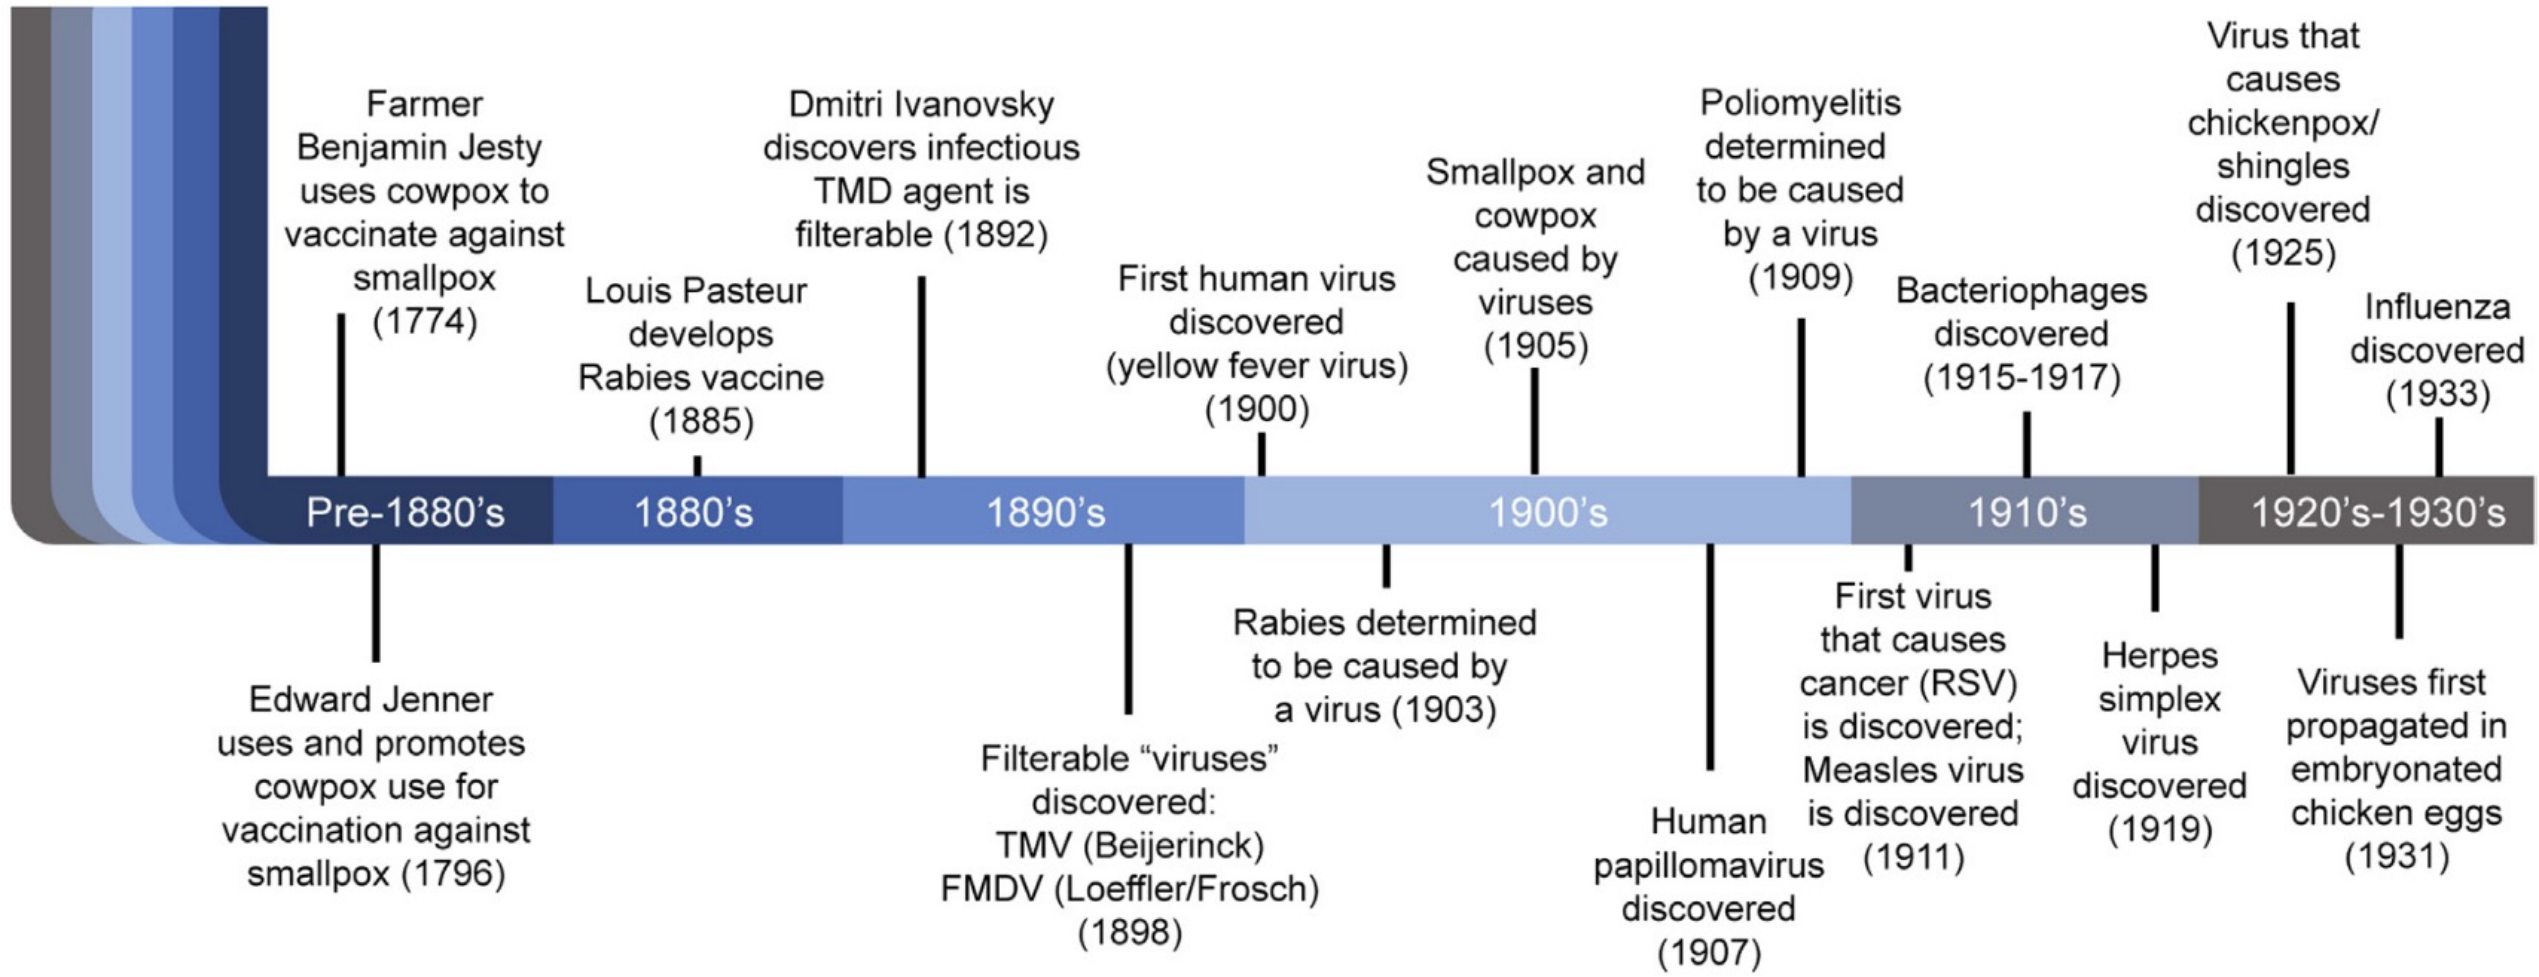 Farmer
Benjamin Jesty
uses cowpox to
vaccinate against
smallpox
(1774)
Louis Pasteur
develops
Rabies vaccine
(1885)
Dmitri Ivanovsky
discovers infectious
TMD agent is
filterable (1892)
First human virus
discovered
(yellow fever virus)
(1900)
Smallpox and
cowpox
caused by
viruses
(1905)
Poliomyelitis
determined
to be caused
by a virus
(1909)
Bacteriophages
discovered
(1915-1917)
Virus that
causes
chickenpox/
shingles
discovered
(1925)
Influenza
discovered
(1933)
Pre-1880’s
1880’s
1890’s
1900’s
1910’s
1920’s-1930’s
Edward Jenner
uses and promotes
cowpox use for
vaccination against
smallpox (1796)
Filterable “viruses”
discovered:
TMV (Beijerinck)
FMDV (Loeffler/Frosch)
(1898)
Rabies determined
to be caused by
a virus (1903)
Human
papillomavirus
discovered
(1907)
First virus
that causes
cancer (RSV)
is discovered;
Measles virus
is discovered
(1911)
Herpes
simplex
virus
discovered
(1919)
Viruses first
propagated in
embryonated
chicken eggs
(1931)